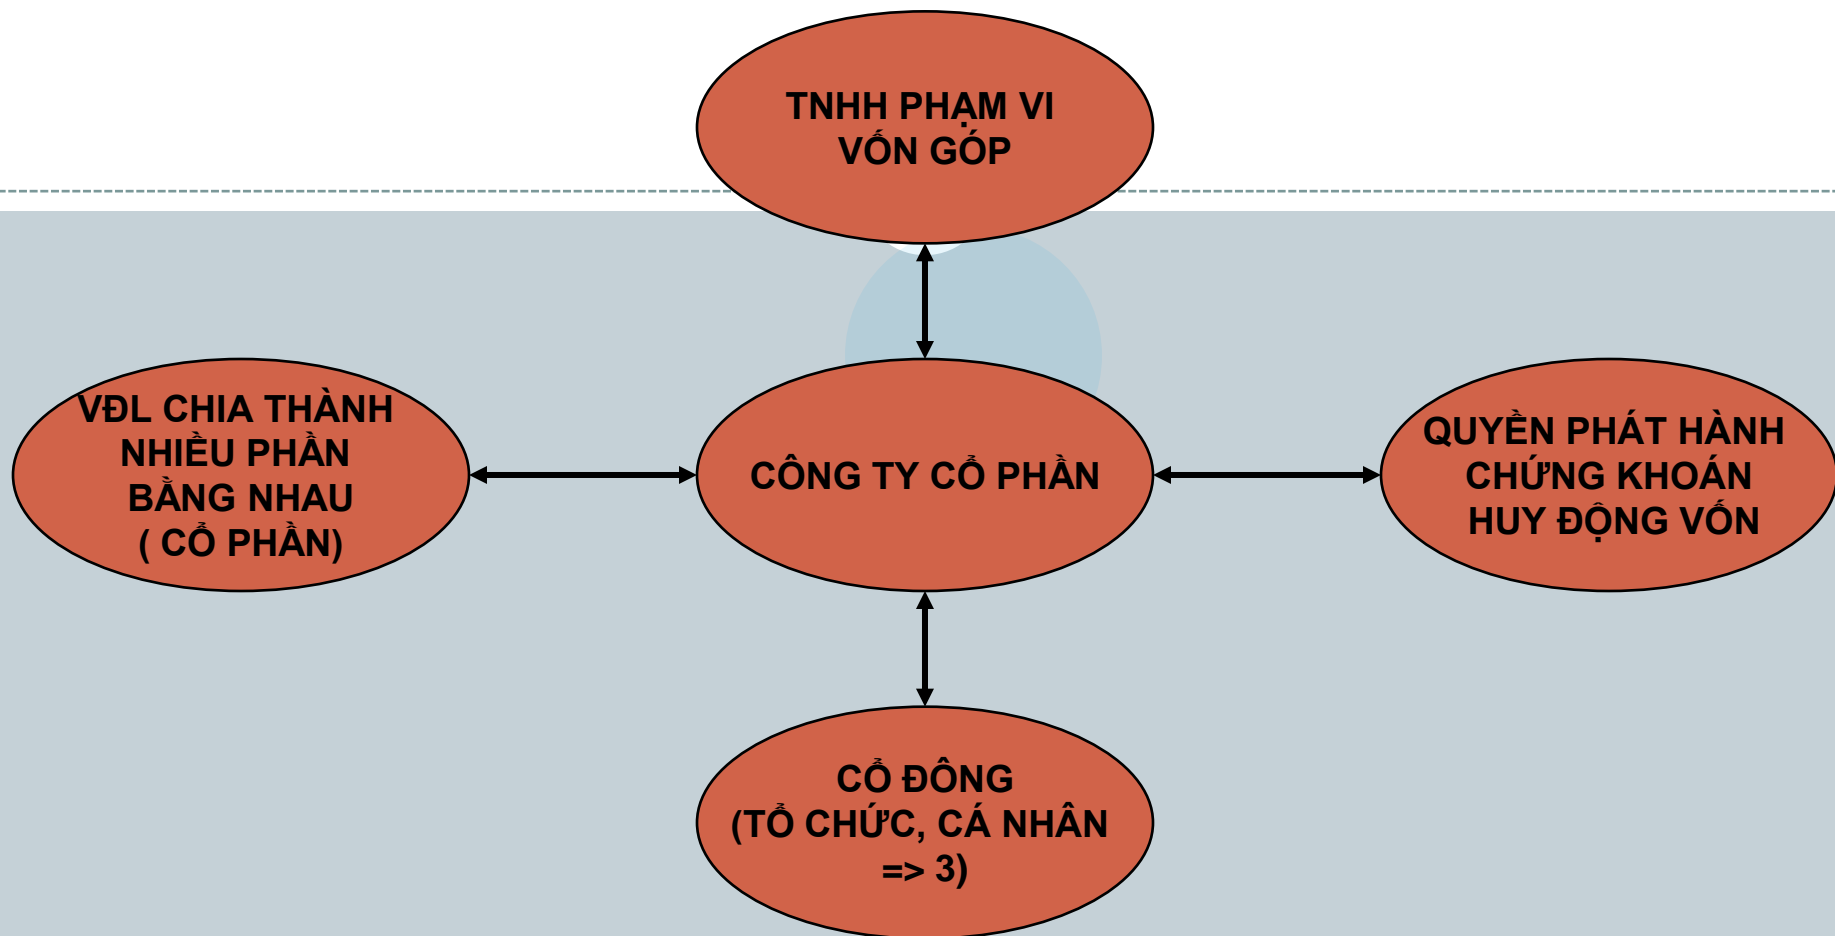 TNHH PHẠM VI
VỐN GÓP
VĐL CHIA THÀNH
NHIỀU PHẦN
BẰNG NHAU
( CỔ PHẦN)
CÔNG TY CỔ PHẦN
QUYỀN PHÁT HÀNH
CHỨNG KHOÁN
HUY ĐỘNG VỐN
CỔ ĐÔNG
(TỔ CHỨC, CÁ NHÂN
=> 3)